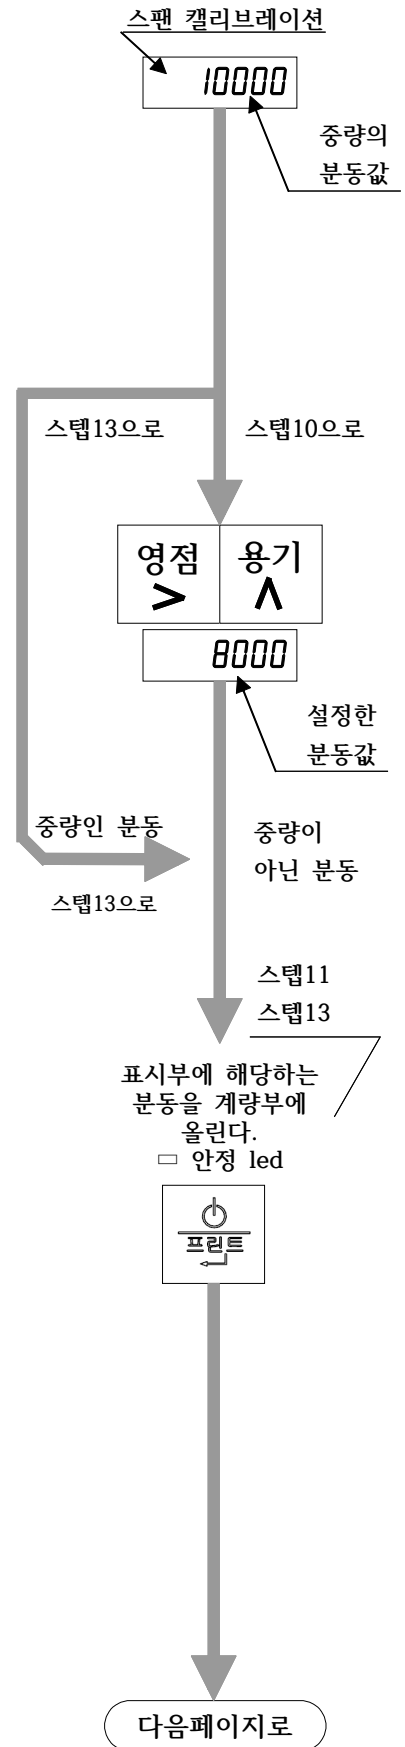 스팬 캘리브레이션
10000
중량의
분동값
스텝13으로
스텝10으로
영점
용기
8000
설정한
분동값
중량인 분동
스텝13으로
중량이
아닌 분동
스텝11
스텝13
표시부에 해당하는
분동을 계량부에
올린다.
□ 안정 led
프린트
다음페이지로